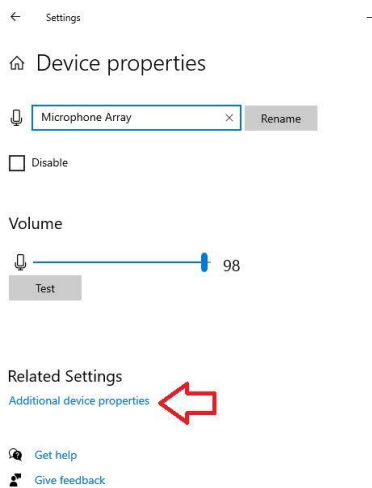 Settings
Device properties
Microphone Array
Rename
Disable
Volume
98
Test
Related Settings
Additional device properties
Get help
Give feedback